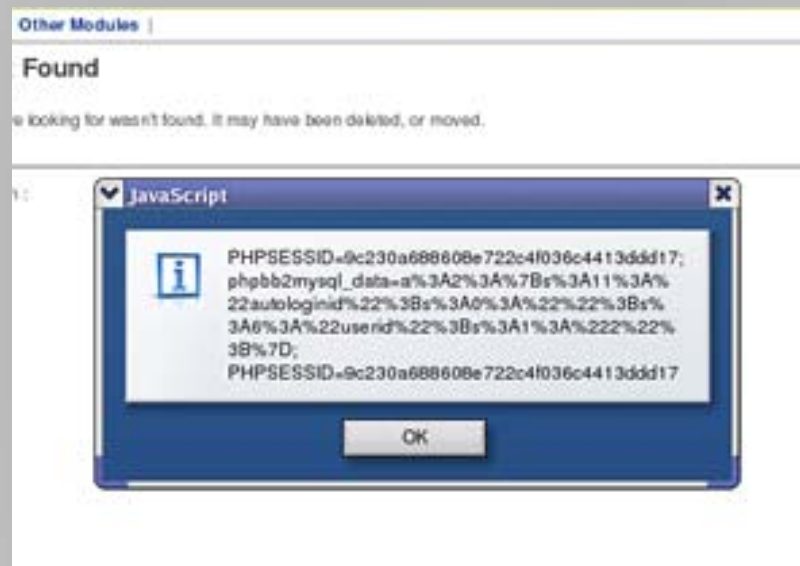 Other Modules |
Found
e looking for wasn't found. It may have been deleted, or moved.
n :
JavaScript
PHPSESSID=9c230a688608e722c4f036c4413ddd17;
phpbb2mysql_data=a%3A2%3A%7Bs%3A11%3A%
22autologinid%22%3Bs%3A0%3A%22%22%3Bs%
3A6%3A%22userid%22%3Bs%3A1%3A%222%22%
3B%7D;
PHPSESSID=9c230a688608e722c4f036c4413ddd17
OK